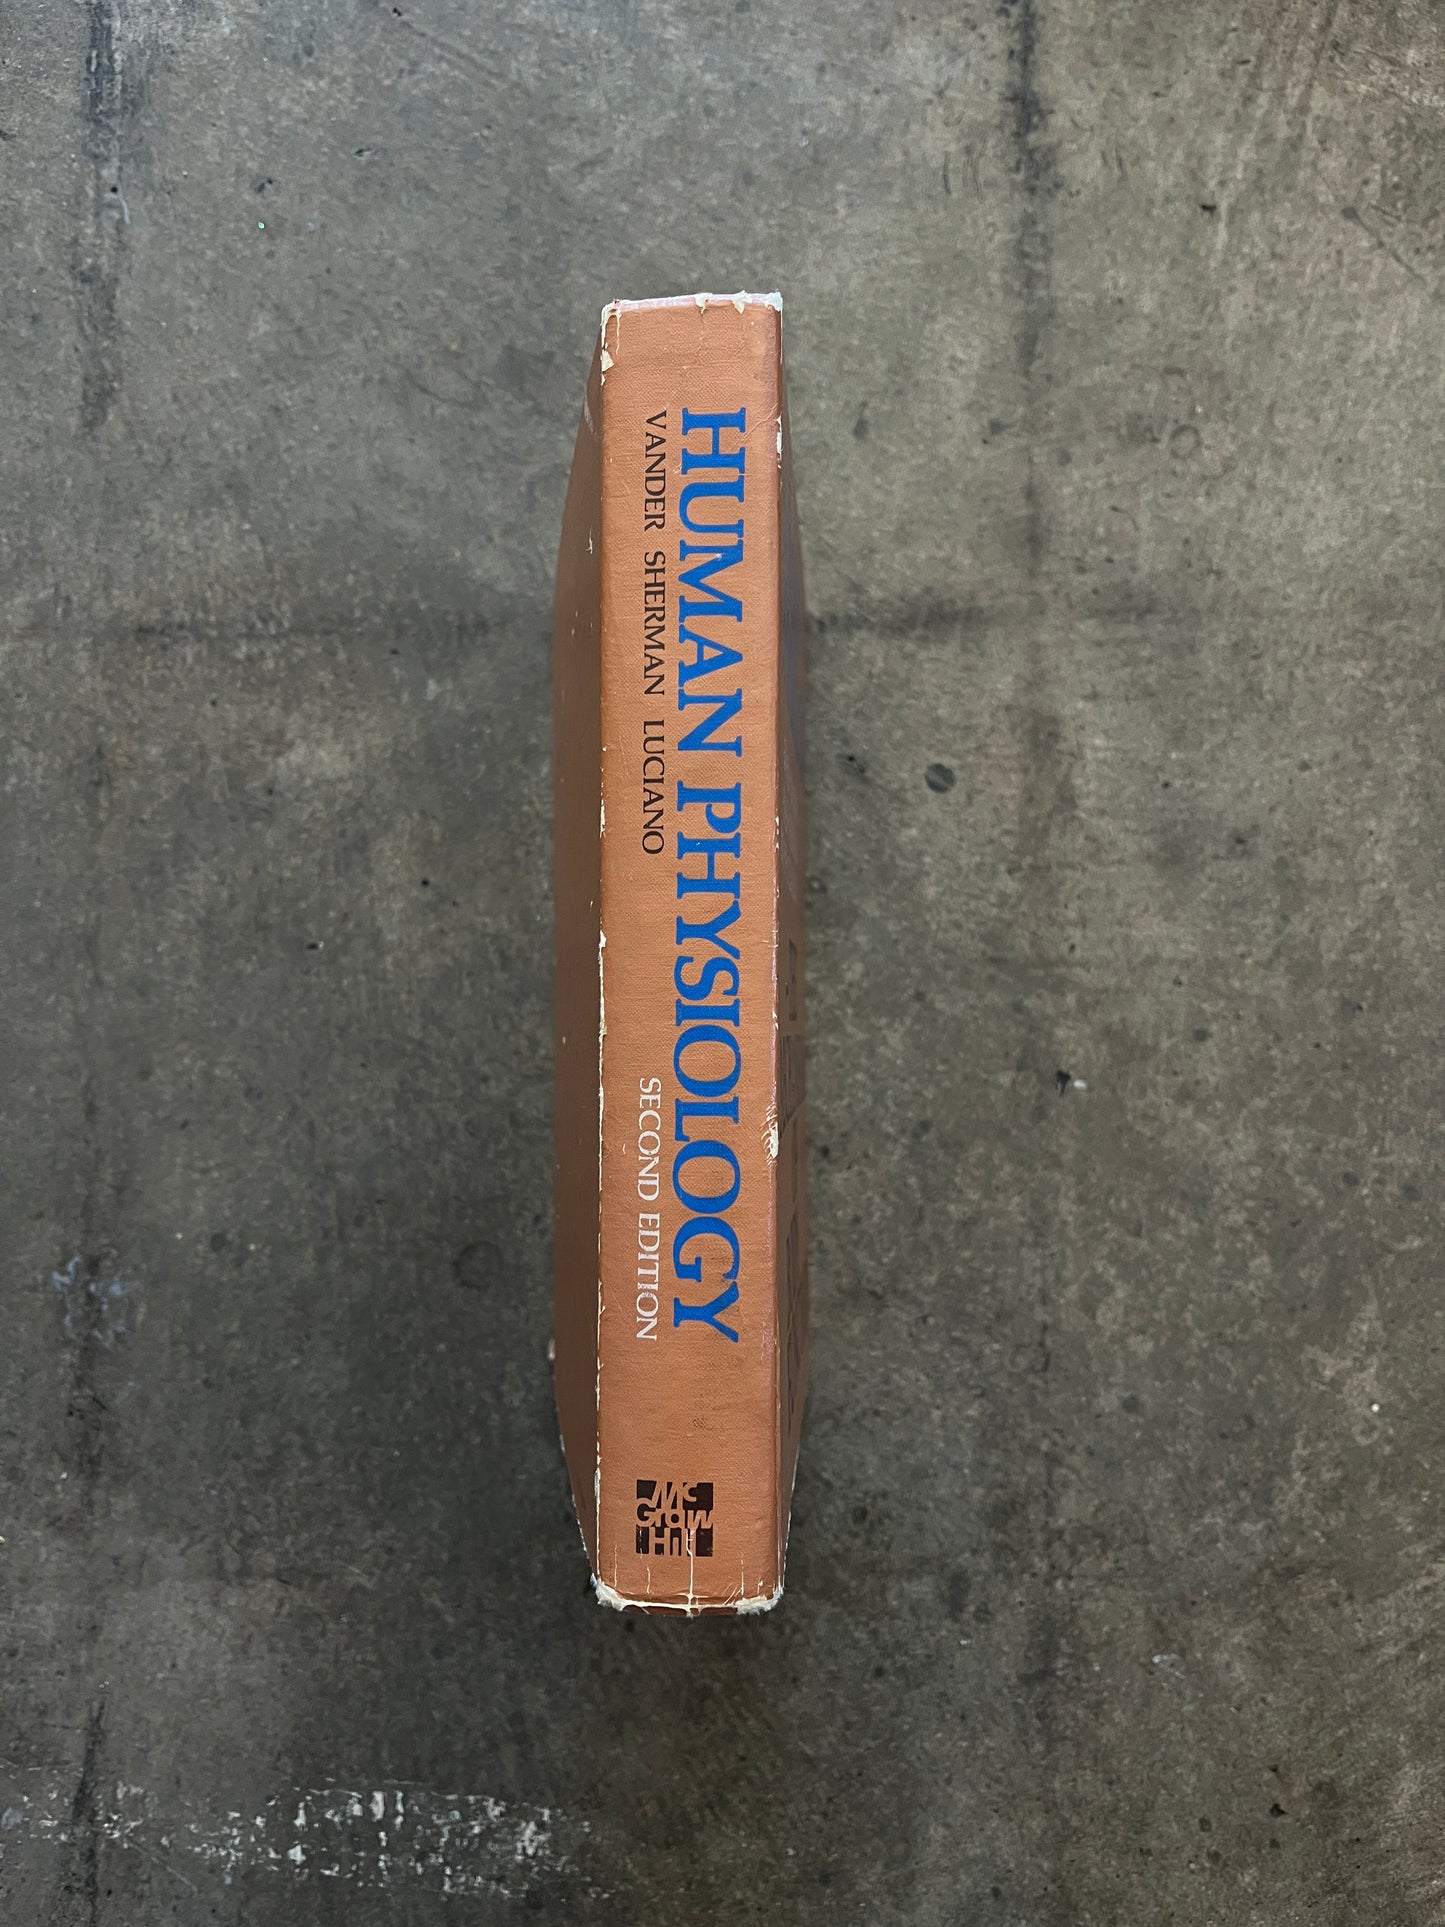 HUMAN PHYSIOLOGY
VANDER SHERMAN LUCIANO
SECOND EDITION
Mc
Graw
Hill